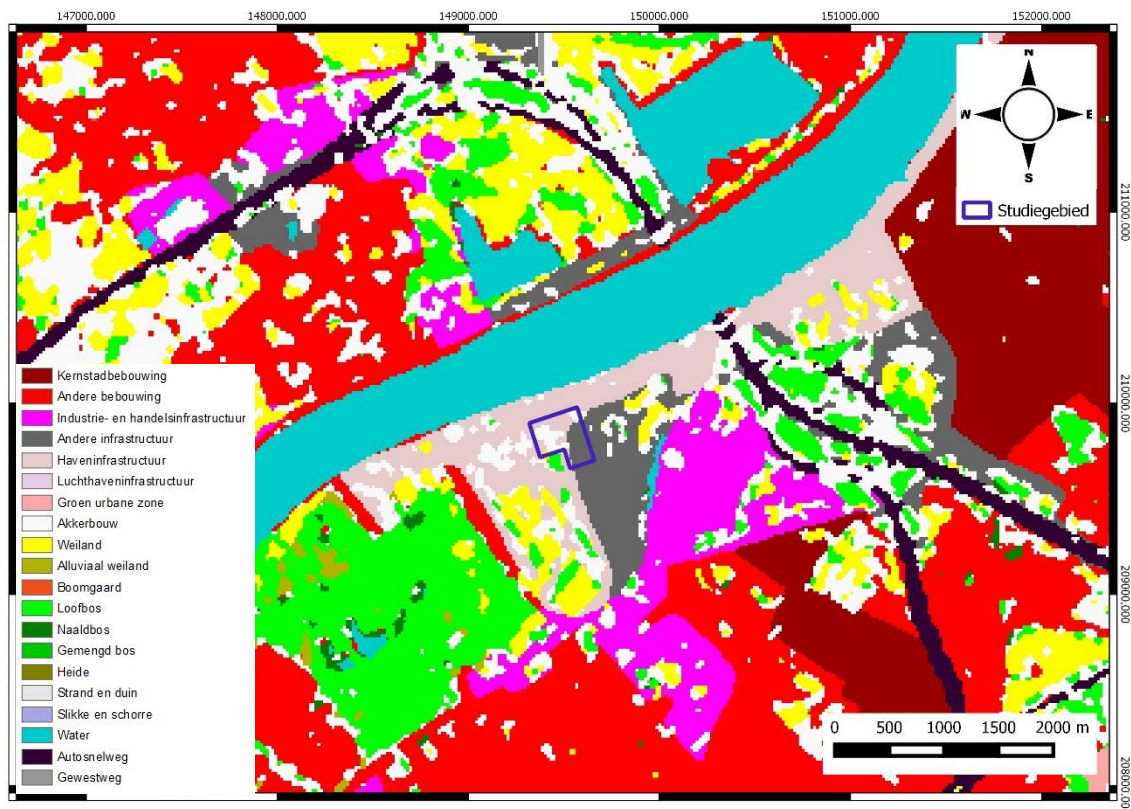 147000.000 148000.000 149000.000 150000.000 151000.000 152000.000
N
W E
S
Studiegebied
211000.000
210000.000
209000.000
208000.000
Kernstadbebouwing
Andere bebouwing
Industrie- en handelsinfrastructuur
Andere infrastructuur
Haveninfrastructuur
Luchthaveninfrastructuur
Groen urbane zone
Akkerbouw
Weiland
Alluviaal weiland
Boomgaard
Loofbos
Naaldbos
Gemengd bos
Heide
Strand en duin
Slikke en schorre
Water
Autosnelweg
Gewestweg
0 500 1000 1500 2000 m